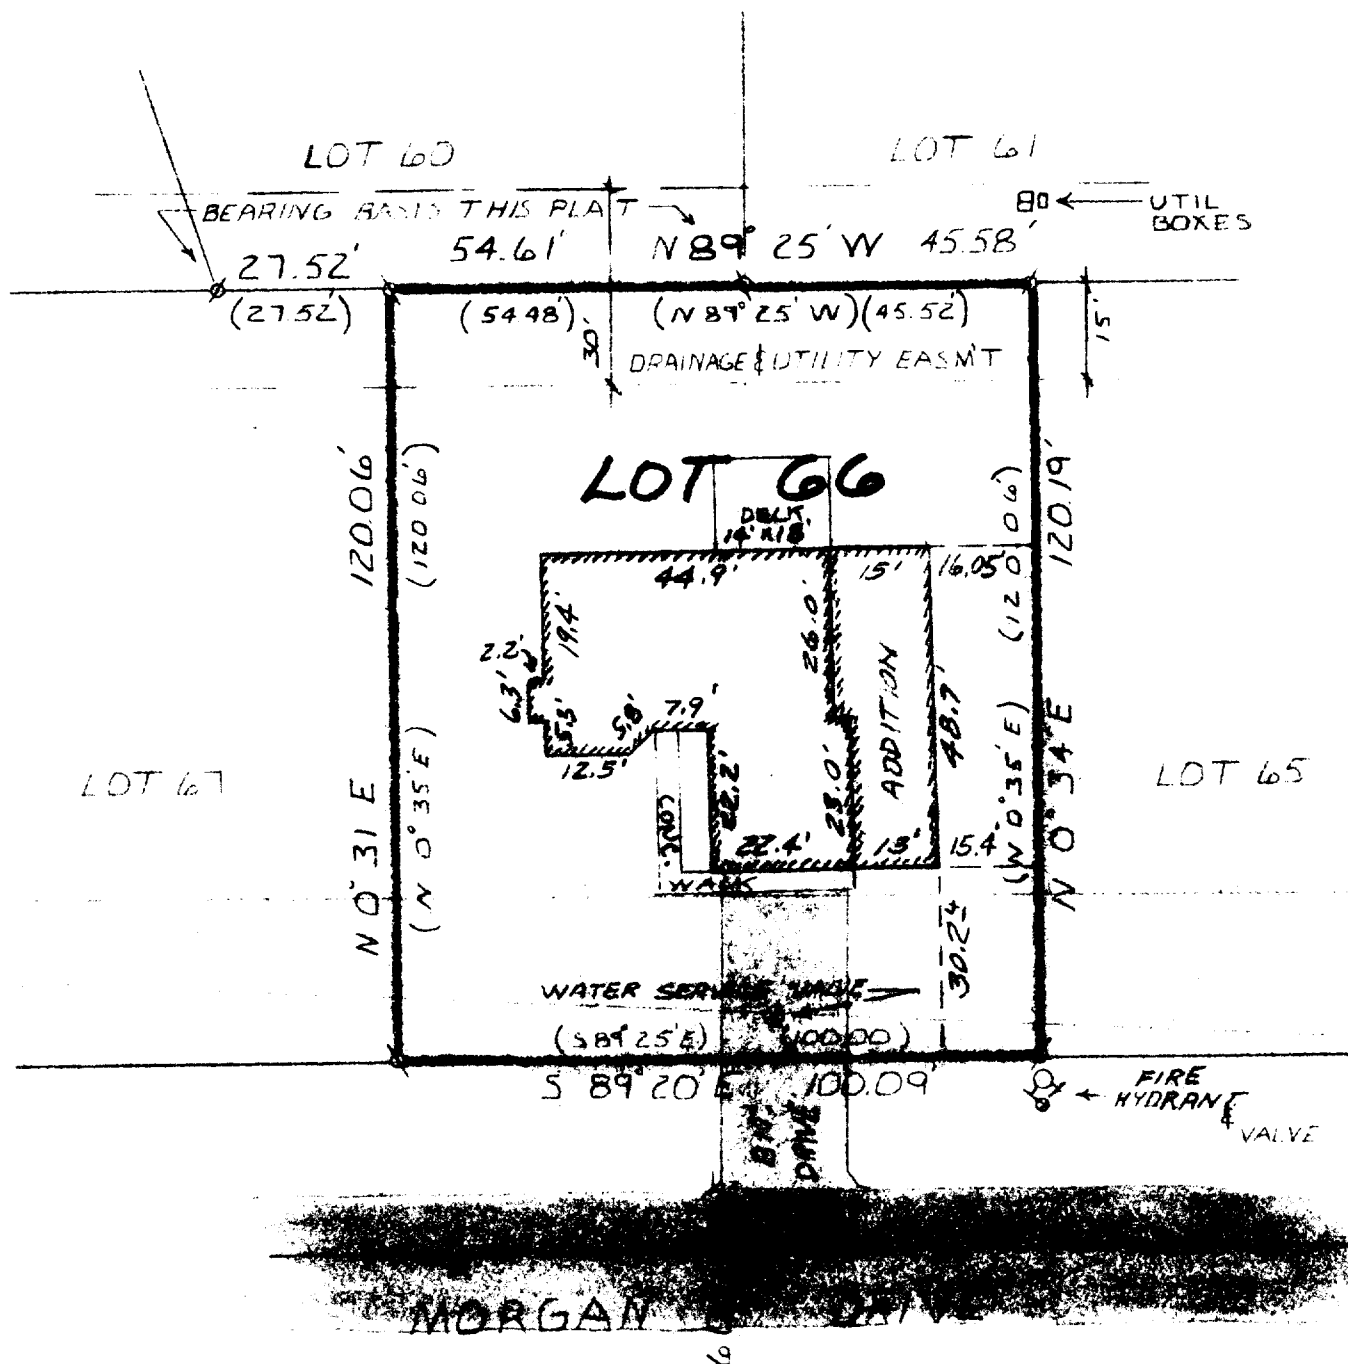 LOT 60
LOT 61
BEARING BASIS THIS PLAT
UTIL
BOXES
27.52'
54.61'
N 89° 25' W
45.58'
(27.52')
(54.48')
(N 89° 25' W)
(45.52')
30'
15'
DRAINAGE & UTILITY EASM'T
LOT 66
DECK
14' X 18'
44.9'
15'
16.05'
120.06'
(120.06')
(120.06')
120.19'
19.4'
26.0'
2.2'
6.3'
5.3'
5.8'
7.9'
12.5'
ADDITION
48.7'
LOT 67
LOT 65
N 0° 31' E
(N 0° 35' E)
CONC.
22.2'
23.0'
22.4'
13'
15.4'
(N 0° 35' E)
N 0° 34' E
WALK
30.24
WATER SERVICE VALVE
(S 89° 25' E)
(100.00)
S 89° 20' E
100.09'
FIRE
HYDRANT
& VALVE
DRIVE
MORGAN
DRIVE